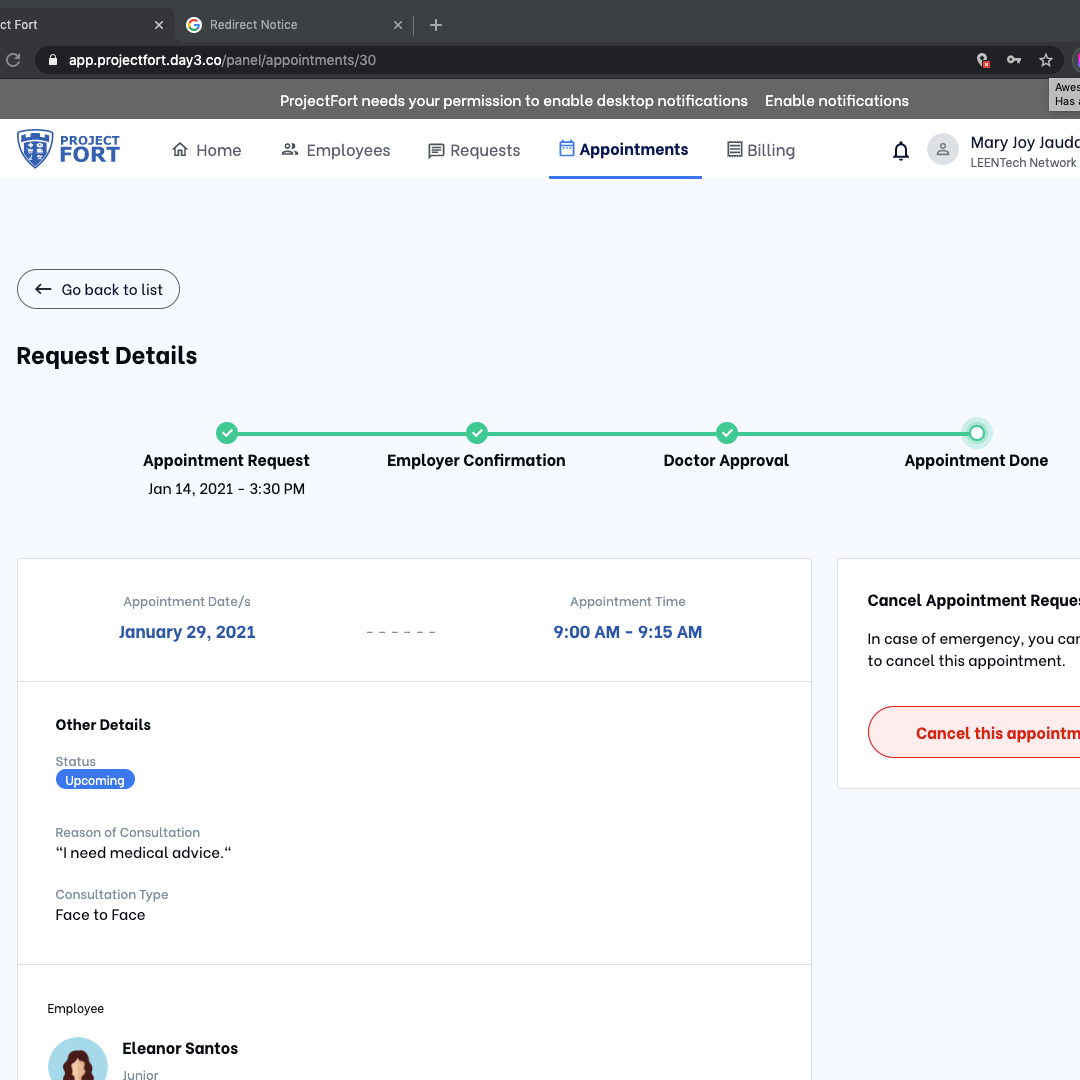 ct Fort
Redirect Notice
app.projectfort.day3.co/panel/appointments/30
ProjectFort needs your permission to enable desktop notifications Enable notifications
Awes
Has a
PROJECT
FORT
Home
Employees
Requests
Appointments
Billing
Mary Joy Jauda
LEENTech Network
Go back to list
Request Details
Appointment Request
Jan 14, 2021 - 3:30 PM
Employer Confirmation
Doctor Approval
Appointment Done
Appointment Date/s
January 29, 2021
------
Appointment Time
9:00 AM - 9:15 AM
Cancel Appointment Reques
In case of emergency, you can
to cancel this appointment.
Cancel this appointm
Other Details
Status
Upcoming
Reason of Consultation
“I need medical advice.“
Consultation Type
Face to Face
Employee
Eleanor Santos
Junior